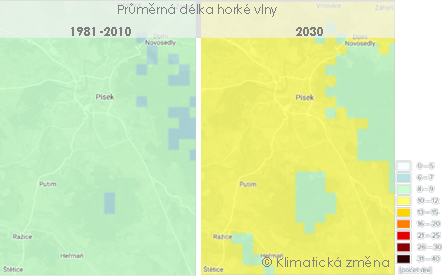 Průměrná délka horké vlny
1981-2010
2030
Novosedly
Novosedly
Písek
Písek
Putim
Putim
Ražice
Ražice
Heřmaň
Heřmaň
Štětice
Štětice
0—5
6—7
8—9
10—12
13—15
16—20
21—25
26—30
31—40
(počet dní)
© Klimatická změna